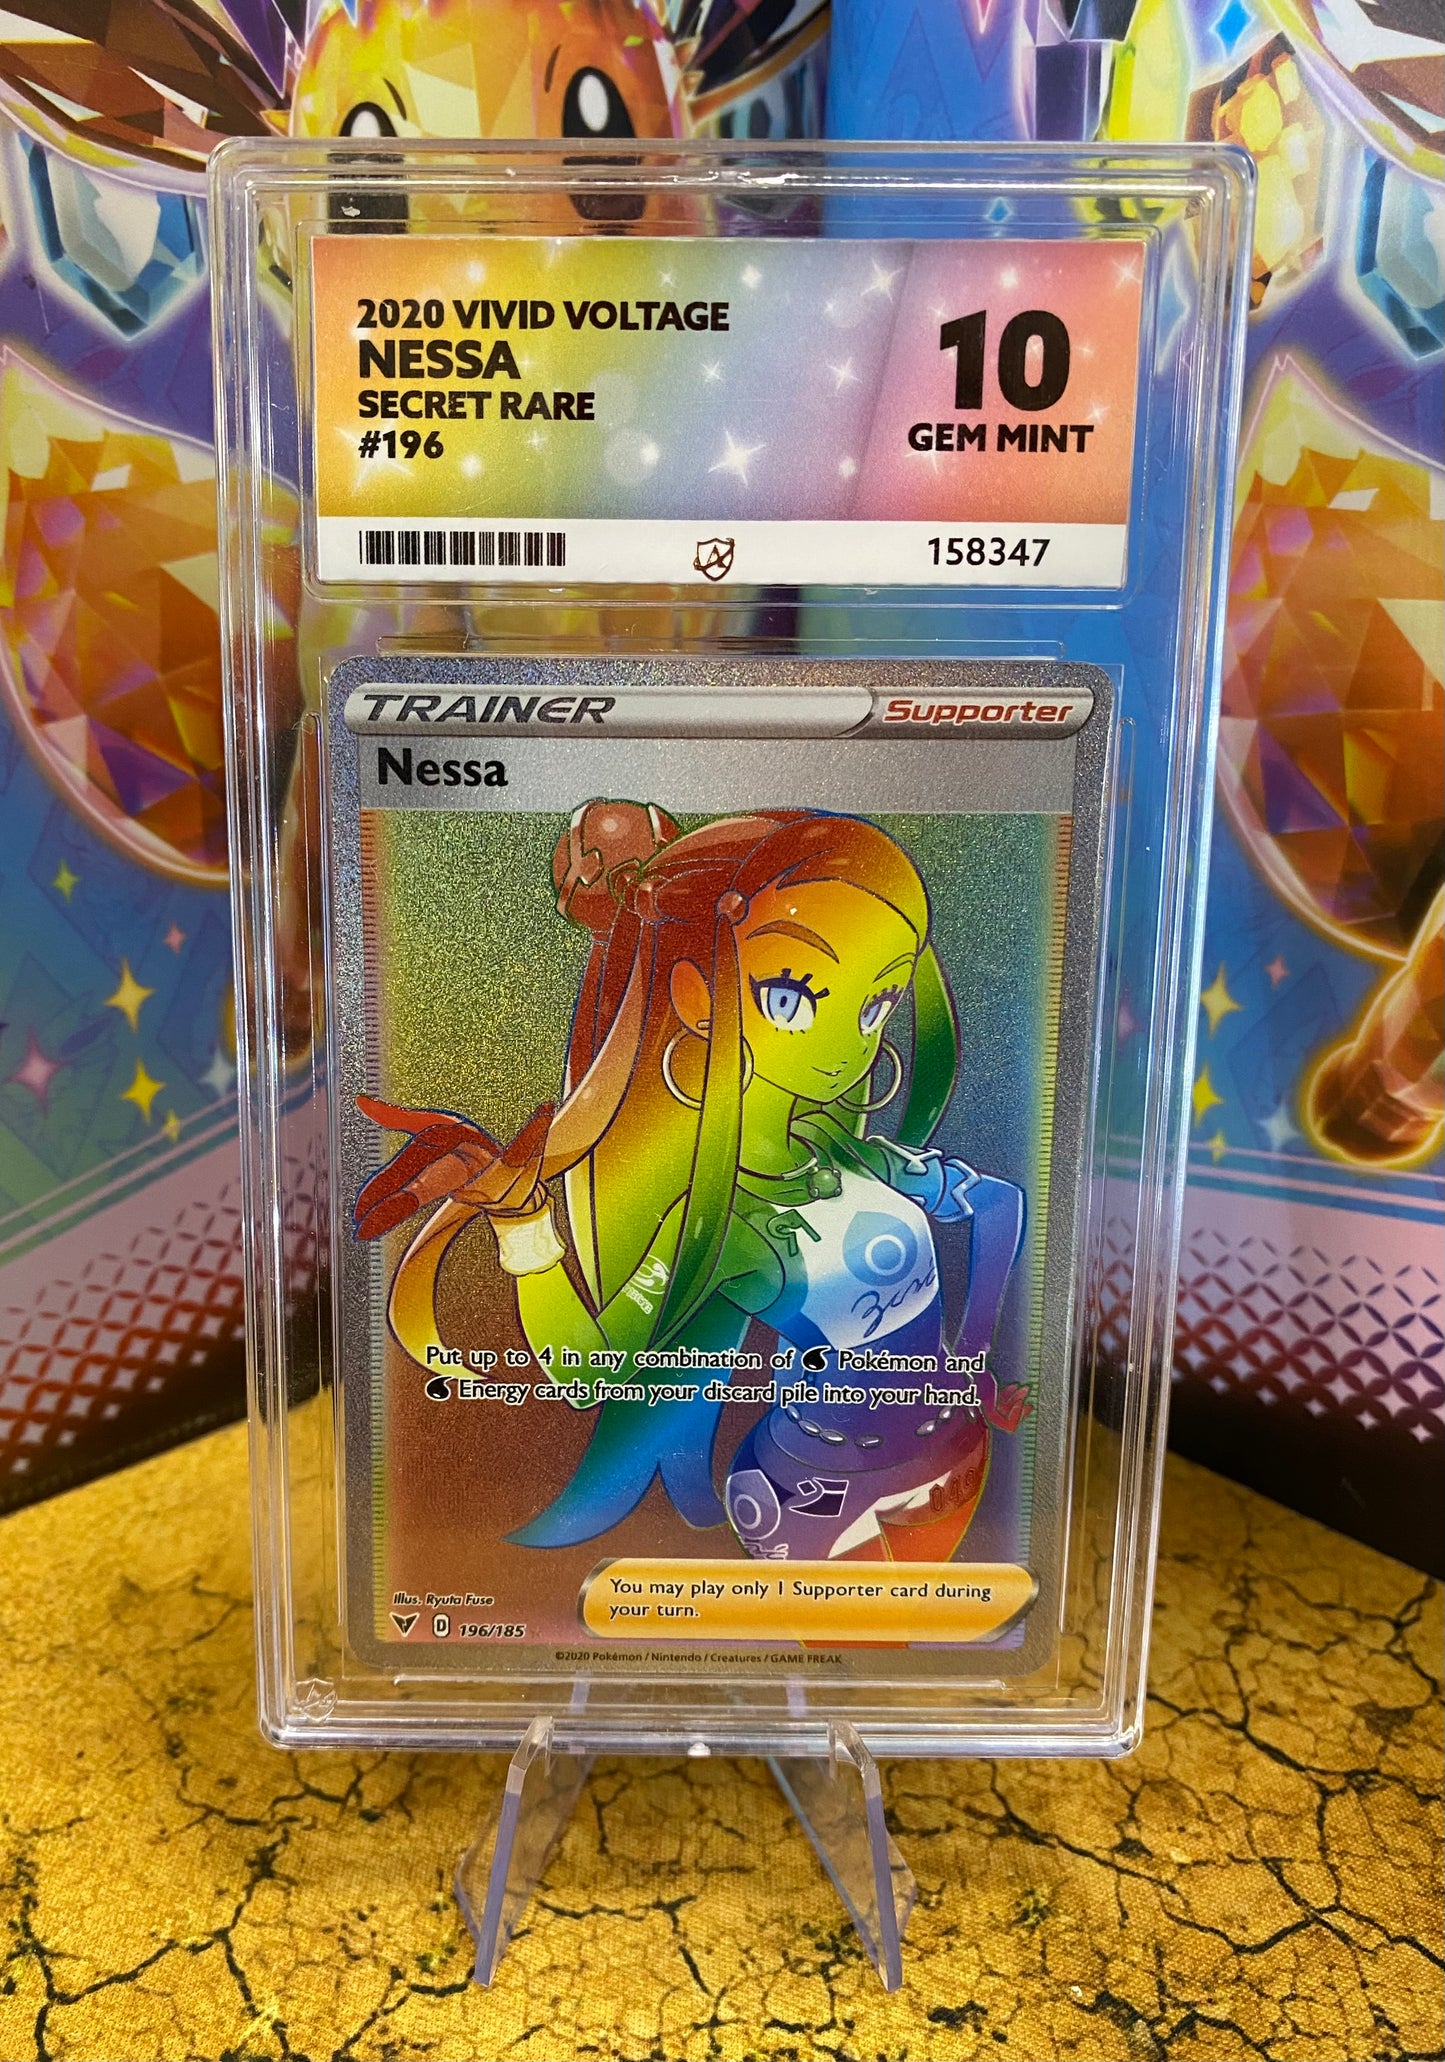 2020 VIVID VOLTAGE
NESSA
SECRET RARE
#196
10
GEM MINT
158347
TRAINER
Supporter
Nessa
Put up to 4 in any combination of Pokémon and
Energy cards from your discard pile into your hand.
You may play only 1 Supporter card during
your turn.
Illus. Ryuta Fuse
D 196/185
©2020 Pokémon / Nintendo / Creatures / GAME FREAK